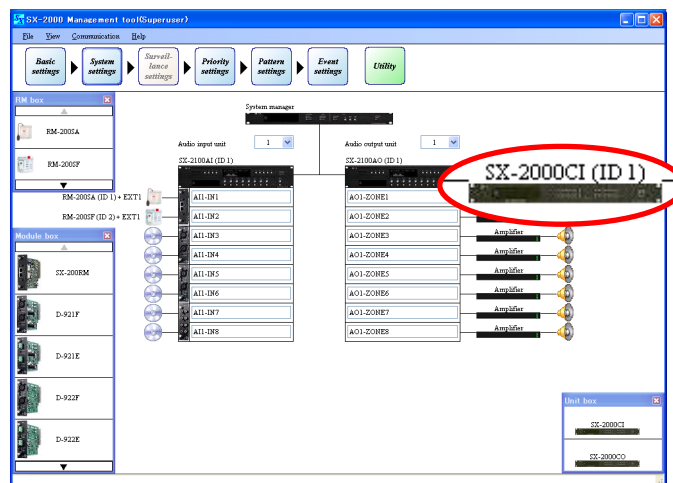 SX-2000 Management tool(Superuser)
File View Communication Help
Basic settings
System settings
Surveil-lance settings
Priority settings
Pattern settings
Event settings
Utility
RM box
RM-200SA
RM-200SF
System manager
Audio input unit 1
Audio output unit 1
SX-2100AI (ID 1)
SX-2100AO (ID 1)
SX-2000CI (ID 1)
RM-200SA (ID 1) + EXT1
RM-200SF (ID 2) + EXT1
AI1-IN1
AI1-IN2
AI1-IN3
AI1-IN4
AI1-IN5
AI1-IN6
AI1-IN7
AI1-IN8
AO1-ZONE1
AO1-ZONE2
AO1-ZONE3 Amplifier
AO1-ZONE4 Amplifier
AO1-ZONE5 Amplifier
AO1-ZONE6 Amplifier
AO1-ZONE7 Amplifier
AO1-ZONE8 Amplifier
Module box
SX-200RM
D-921F
D-921E
D-922F
D-922E
Unit box
SX-2000CI
SX-2000CO